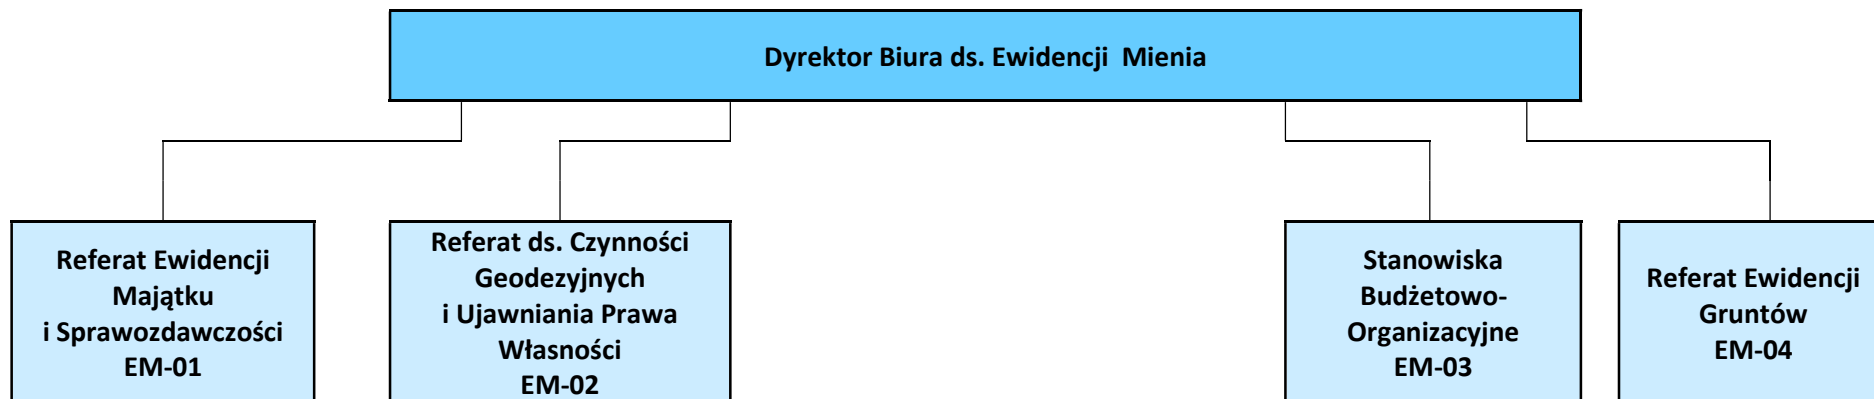 Dyrektor Biura ds. Ewidencji  Mienia
Referat Ewidencji
Majątku
i Sprawozdawczości
EM-01
Referat ds. Czynności
Geodezyjnych
i Ujawniania Prawa
Własności
EM-02
Stanowiska
Budżetowo-
Organizacyjne
EM-03
Referat Ewidencji
Gruntów
EM-04